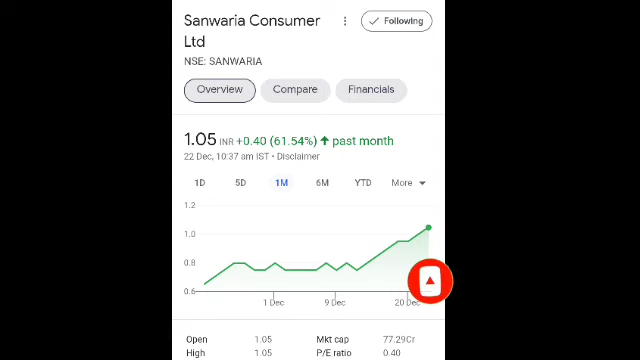 Sanwaria Consumer
Ltd
Following
NSE: SANWARIA
Overview Compare Financials
1.05 INR +0.40 (61.54%) ↑ past month
22 Dec, 10:37 am IST • Disclaimer
1D 5D 1M 6M YTD More
1.2
1.0
0.8
0.6
1 Dec 9 Dec 20 Dec
Open 1.05 Mkt cap 77.29Cr
High 1.05 P/E ratio 0.40